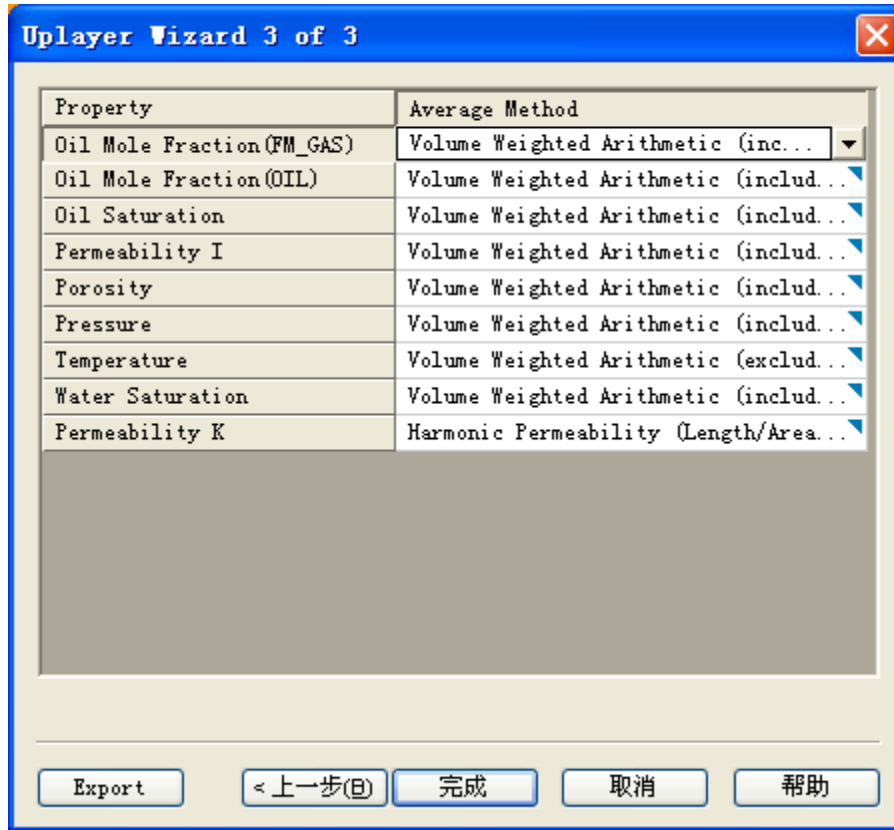 Uplayer Wizard 3 of 3
Property Average Method
Oil Mole Fraction(FM_GAS) Volume Weighted Arithmetic (inc...
Oil Mole Fraction(OIL) Volume Weighted Arithmetic (includ...
Oil Saturation Volume Weighted Arithmetic (includ...
Permeability I Volume Weighted Arithmetic (includ...
Porosity Volume Weighted Arithmetic (includ...
Pressure Volume Weighted Arithmetic (includ...
Temperature Volume Weighted Arithmetic (exclud...
Water Saturation Volume Weighted Arithmetic (includ...
Permeability K Harmonic Permeability (Length/Area...
Export <上一步(B) 完成 取消 帮助